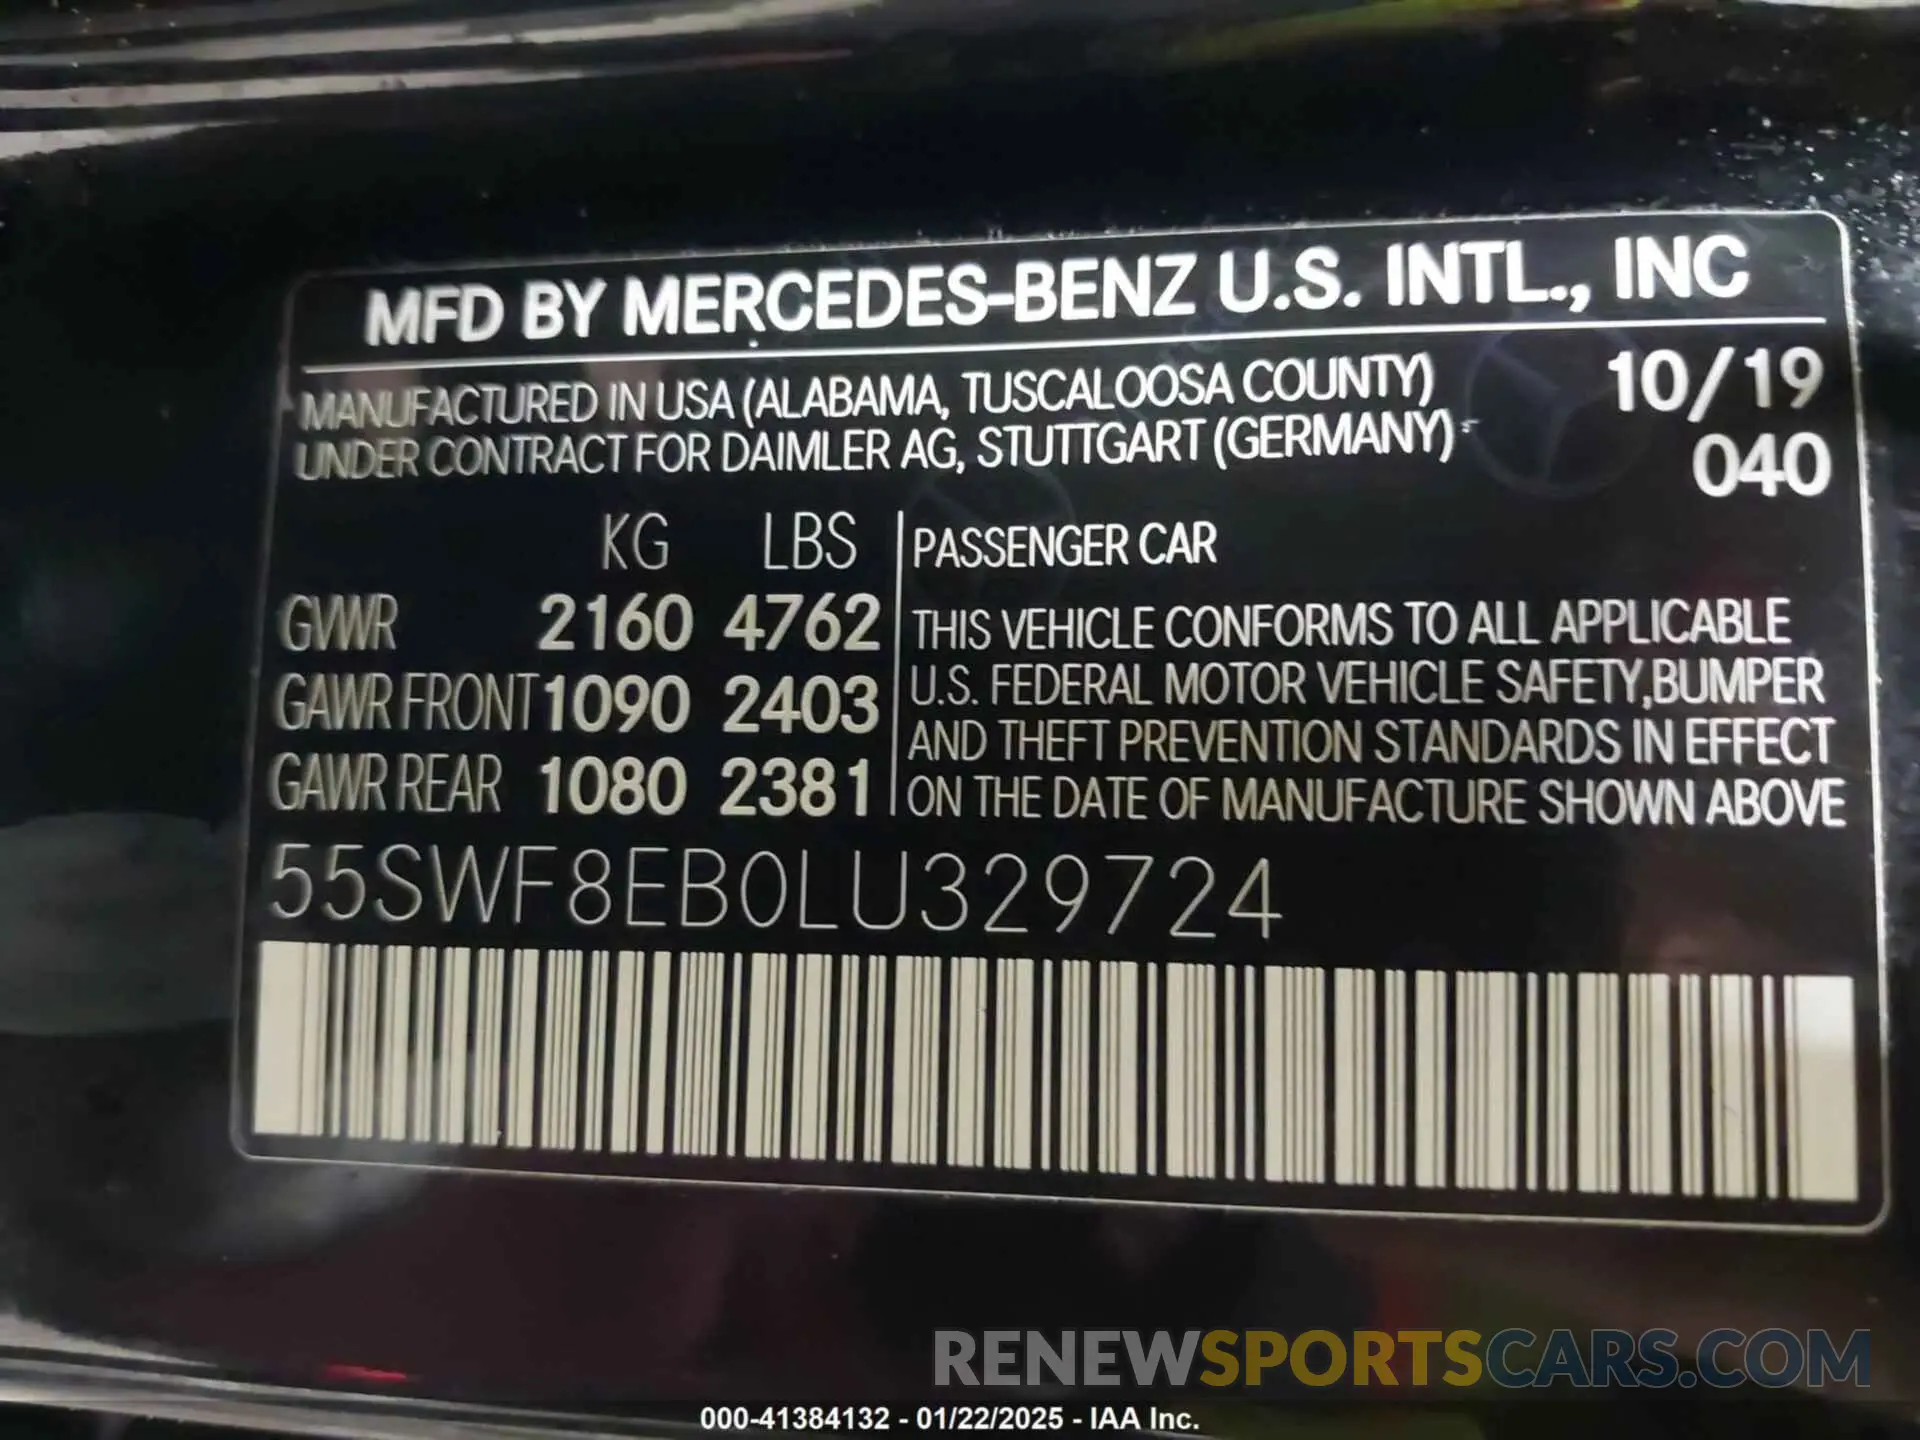 MFD BY MERCEDES-BENZ U.S. INTL., INC
MANUFACTURED IN USA (ALABAMA, TUSCALOOSA COUNTY) 10/19
UNDER CONTRACT FOR DAIMLER AG, STUTTGART (GERMANY) 040
KG LBS
GVWR 2160 4762
GAWR FRONT 1090 2403
GAWR REAR 1080 2381
PASSENGER CAR
THIS VEHICLE CONFORMS TO ALL APPLICABLE
U.S. FEDERAL MOTOR VEHICLE SAFETY,BUMPER
AND THEFT PREVENTION STANDARDS IN EFFECT
ON THE DATE OF MANUFACTURE SHOWN ABOVE
55SWF8EB0LU329724
RENEWSPORTSCARS.COM
000-41384132 - 01/22/2025 - IAA Inc.